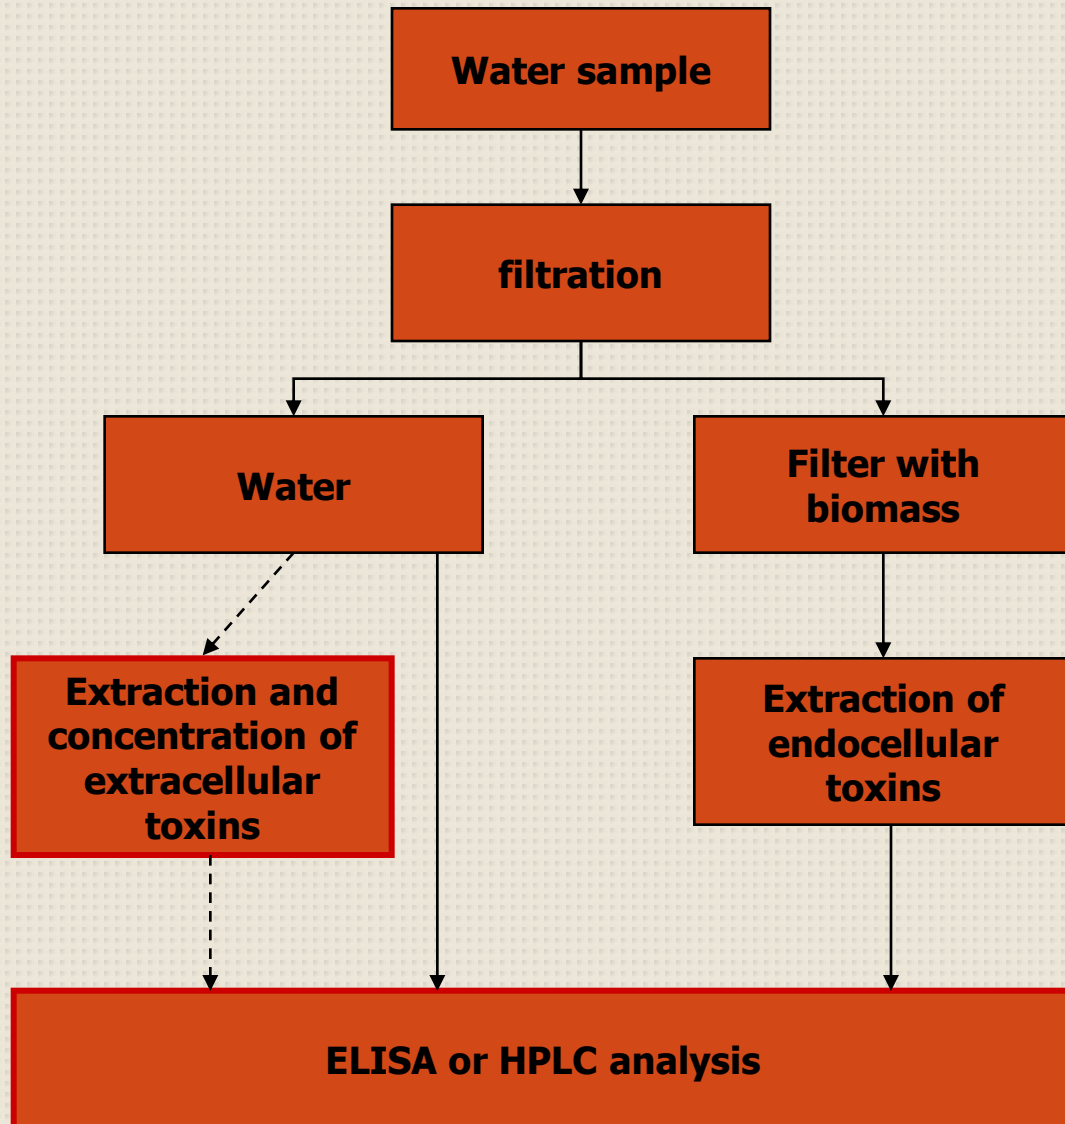 Water sample
filtration
Water
Filter with
biomass
Extraction and
concentration of
extracellular
toxins
Extraction of
endocellular
toxins
ELISA or HPLC analysis